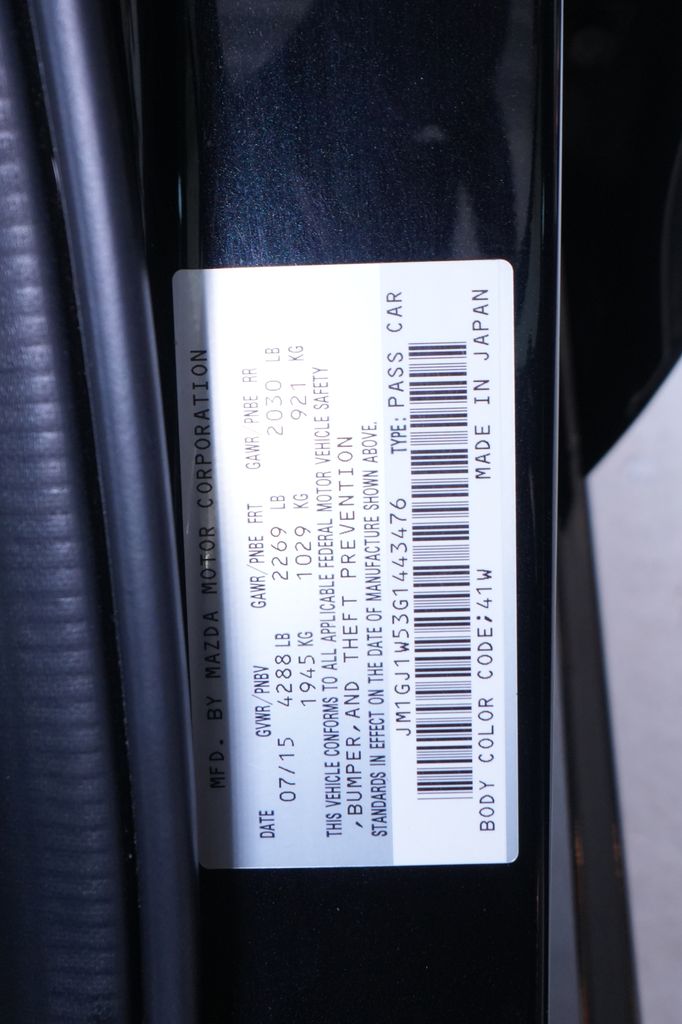 MFD. BY MAZDA MOTOR CORPORATION
DATE GVWR/PNBV GAWR/PNBE FRT GAWR/PNBE RR
07/15 4288 LB 2269 LB 2030 LB
1945 KG 1029 KG 921 KG
THIS VEHICLE CONFORMS TO ALL APPLICABLE FEDERAL MOTOR VEHICLE SAFETY
,BUMPER, AND THEFT PREVENTION
STANDARDS IN EFFECT ON THE DATE OF MANUFACTURE SHOWN ABOVE.
JM1GJ1W53G1443476 TYPE: PASS CAR
BODY COLOR CODE;41W MADE IN JAPAN